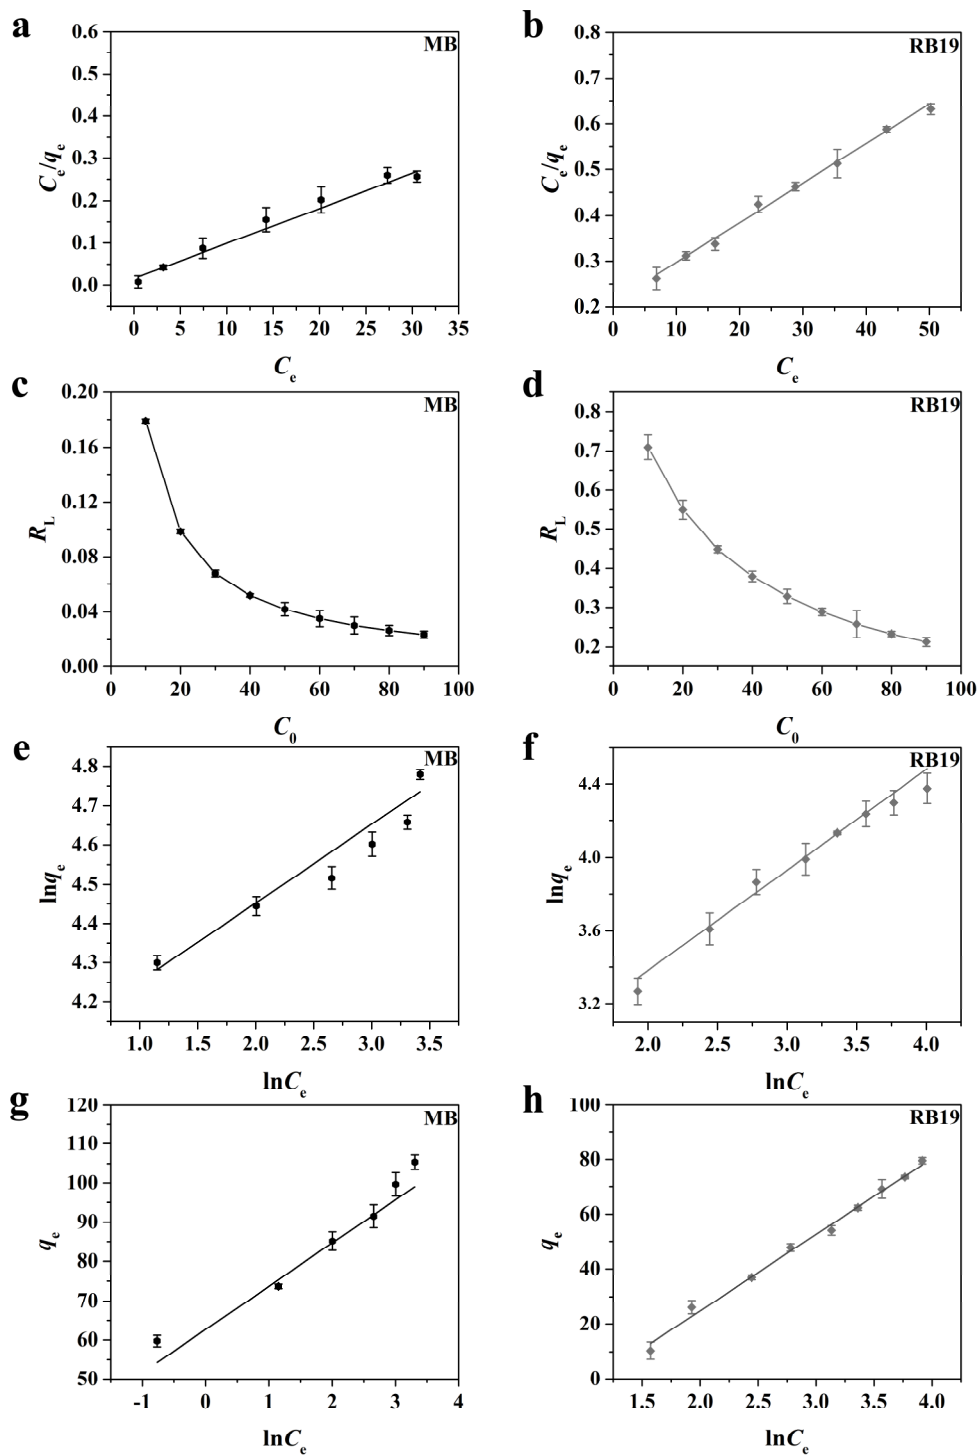 a
MB
0.6
0.5
0.4
0.3
0.2
0.1
0.0
Ce/qe
0 5 10 15 20 25 30 35
Ce
b
RB19
0.8
0.7
0.6
0.5
0.4
0.3
0.2
Ce/qe
0 10 20 30 40 50
Ce
c
MB
0.20
0.16
0.12
0.08
0.04
0.00
RL
0 20 40 60 80 100
C0
d
RB19
0.8
0.7
0.6
0.5
0.4
0.3
0.2
RL
0 20 40 60 80 100
C0
e
MB
4.8
4.7
4.6
4.5
4.4
4.3
4.2
lnqe
1.0 1.5 2.0 2.5 3.0 3.5
lnCe
f
RB19
4.4
4.0
3.6
3.2
lnqe
2.0 2.5 3.0 3.5 4.0
lnCe
g
MB
120
110
100
90
80
70
60
50
qe
-1 0 1 2 3 4
lnCe
h
RB19
100
80
60
40
20
0
qe
1.5 2.0 2.5 3.0 3.5 4.0
lnCe